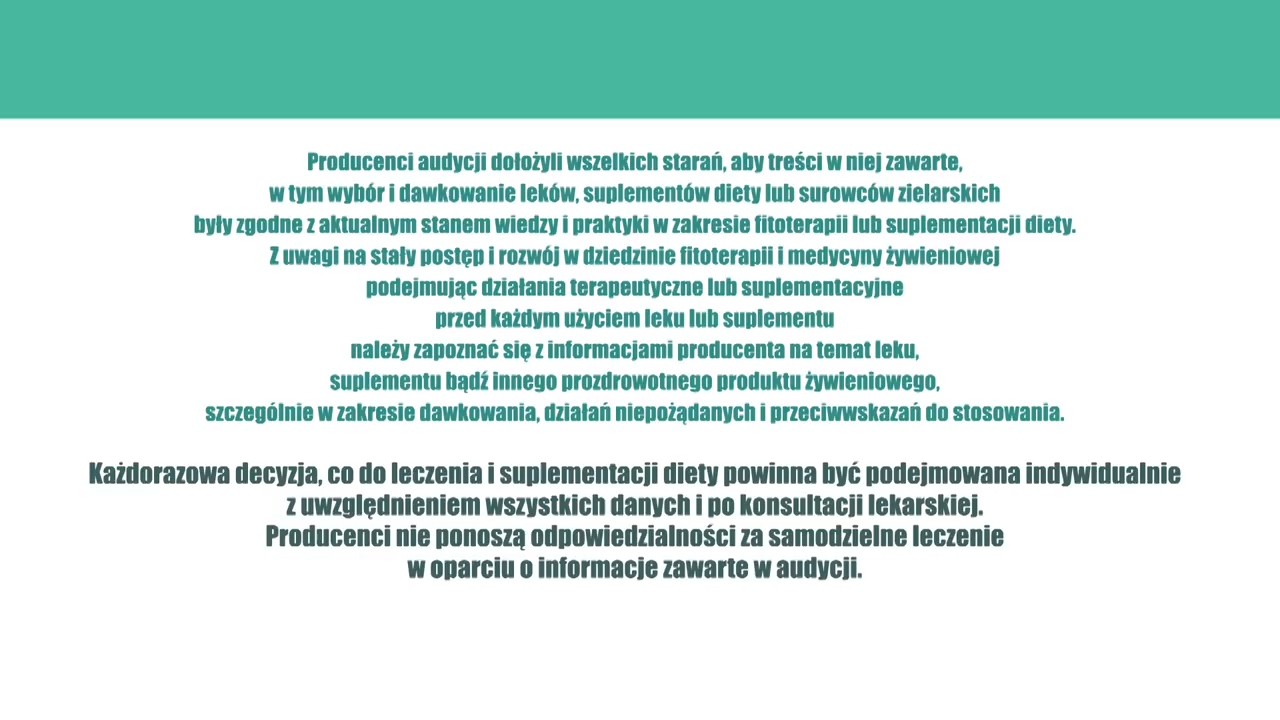 Producenci audycji dołożyli wszelkich starań, aby treści w niej zawarte,
w tym wybór i dawkowanie leków, suplementów diety lub surowców zielarskich
były zgodne z aktualnym stanem wiedzy i praktyki w zakresie fitoterapii lub suplementacji diety.
Z uwagi na stały postęp i rozwój w dziedzinie fitoterapii i medycyny żywieniowej
podejmując działania terapeutyczne lub suplementacyjne
przed każdym użyciem leku lub suplementu
należy zapoznać się z informacjami producenta na temat leku,
suplementu bądź innego prozdrowotnego produktu żywieniowego,
szczególnie w zakresie dawkowania, działań niepożądanych i przeciwwskazań do stosowania.
Każdorazowa decyzja, co do leczenia i suplementacji diety powinna być podejmowana indywidualnie
z uwzględnieniem wszystkich danych i po konsultacji lekarskiej.
Producenci nie ponoszą odpowiedzialności za samodzielne leczenie
w oparciu o informacje zawarte w audycji.